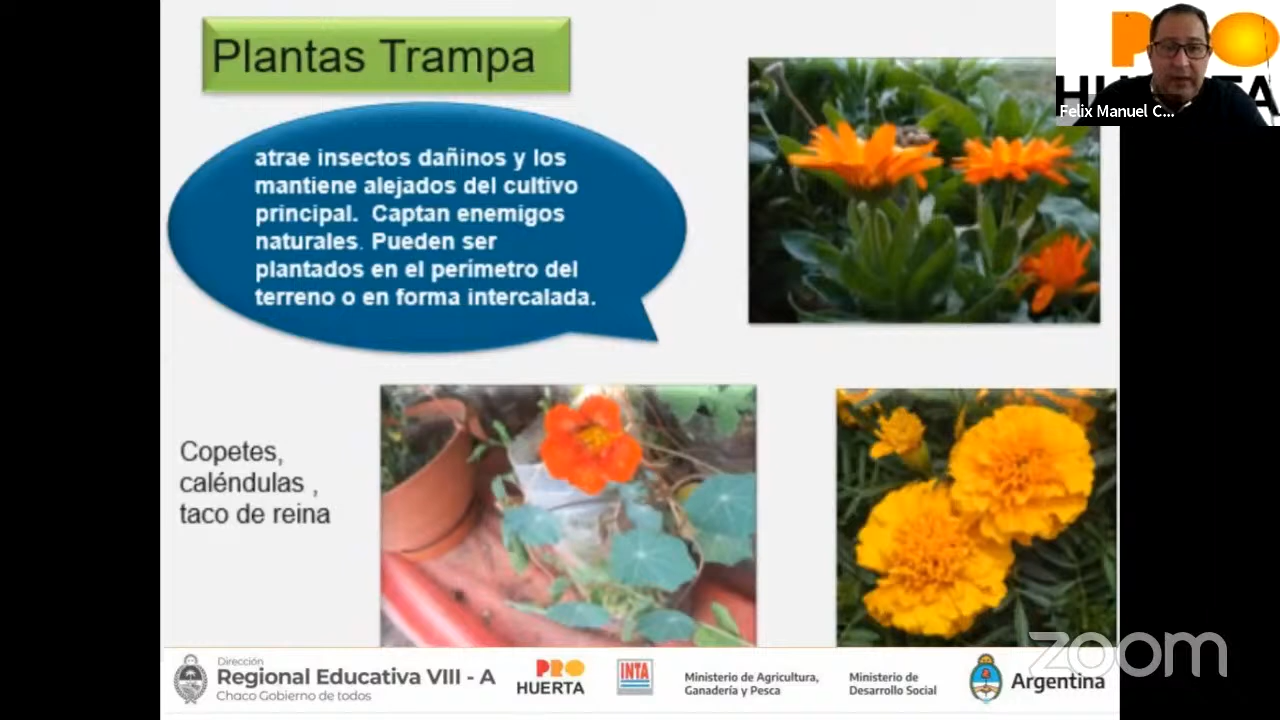 Plantas Trampa
atrae insectos dañinos y los
mantiene alejados del cultivo
principal. Captan enemigos
naturales. Pueden ser
plantados en el perímetro del
terreno o en forma intercalada.
PRO
HUERTA
Felix Manuel C...
Copetes,
caléndulas ,
taco de reina
Dirección
Regional Educativa VIII - A
Chaco Gobierno de todos
PRO
HUERTA
INTA
Ministerio de Agricultura,
Ganadería y Pesca
Ministerio de
Desarrollo Social
Argentina
zoom